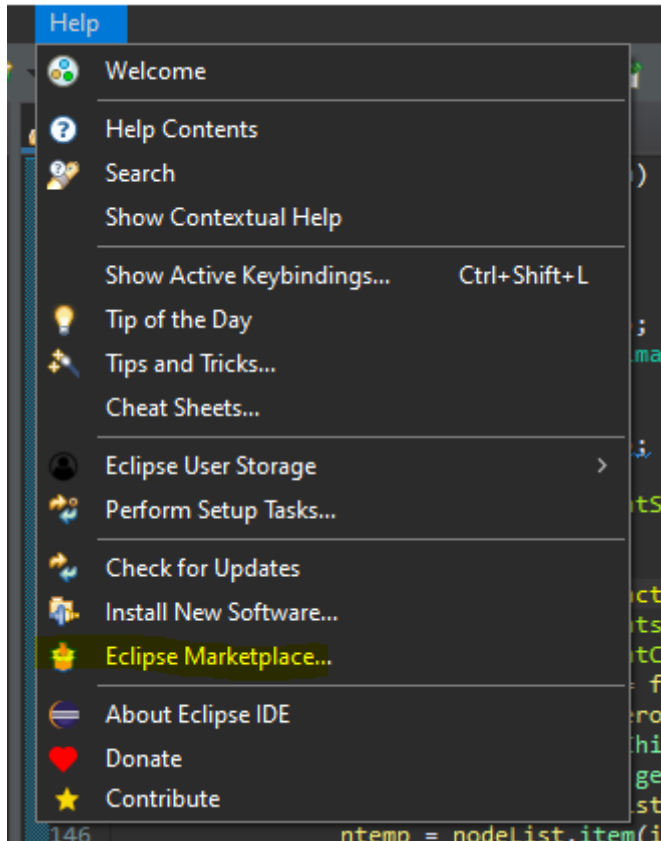 Help
Welcome
Help Contents
Search
Show Contextual Help
Show Active Keybindings... Ctrl+Shift+L
Tip of the Day
Tips and Tricks...
Cheat Sheets...
Eclipse User Storage
Perform Setup Tasks...
Check for Updates
Install New Software...
Eclipse Marketplace...
About Eclipse IDE
Donate
Contribute
146 ntemp = nodeList.item(i